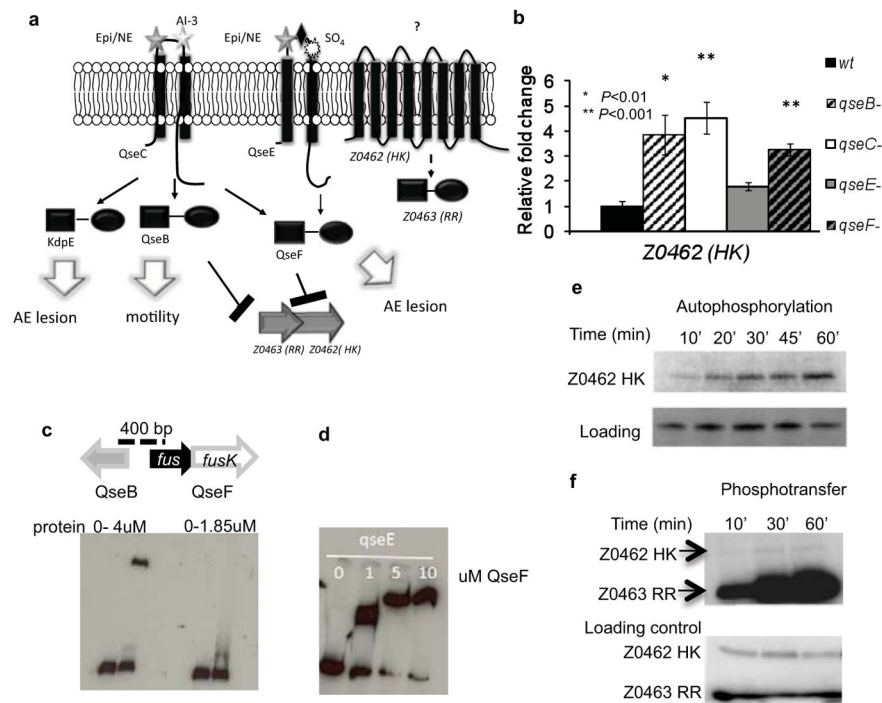 a
AI-3
Epi/NE
Epi/NE
SO4
?
QseC
QseE
Z0462 (HK)
Z0463 (RR)
KdpE
QseB
QseF
AE lesion
motility
AE lesion
Z0463 (RR)
Z0462( HK)
b
Relative fold change
6
5
4
3
2
1
0
* P<0.01
** P<0.001
*
**
**
Z0462 (HK)
wt
qseB-
qseC-
qseE-
qseF-
c
400 bp
fus
fusK
QseB
QseF
protein 0- 4uM
0-1.85uM
d
qseE
0 1 5 10
uM QseF
e
Autophosphorylation
Time (min) 10’ 20’ 30’ 45’ 60’
Z0462 HK
Loading
f
Phosphotransfer
Time (min) 10’ 30’ 60’
Z0462 HK
Z0463 RR
Loading control
Z0462 HK
Z0463 RR